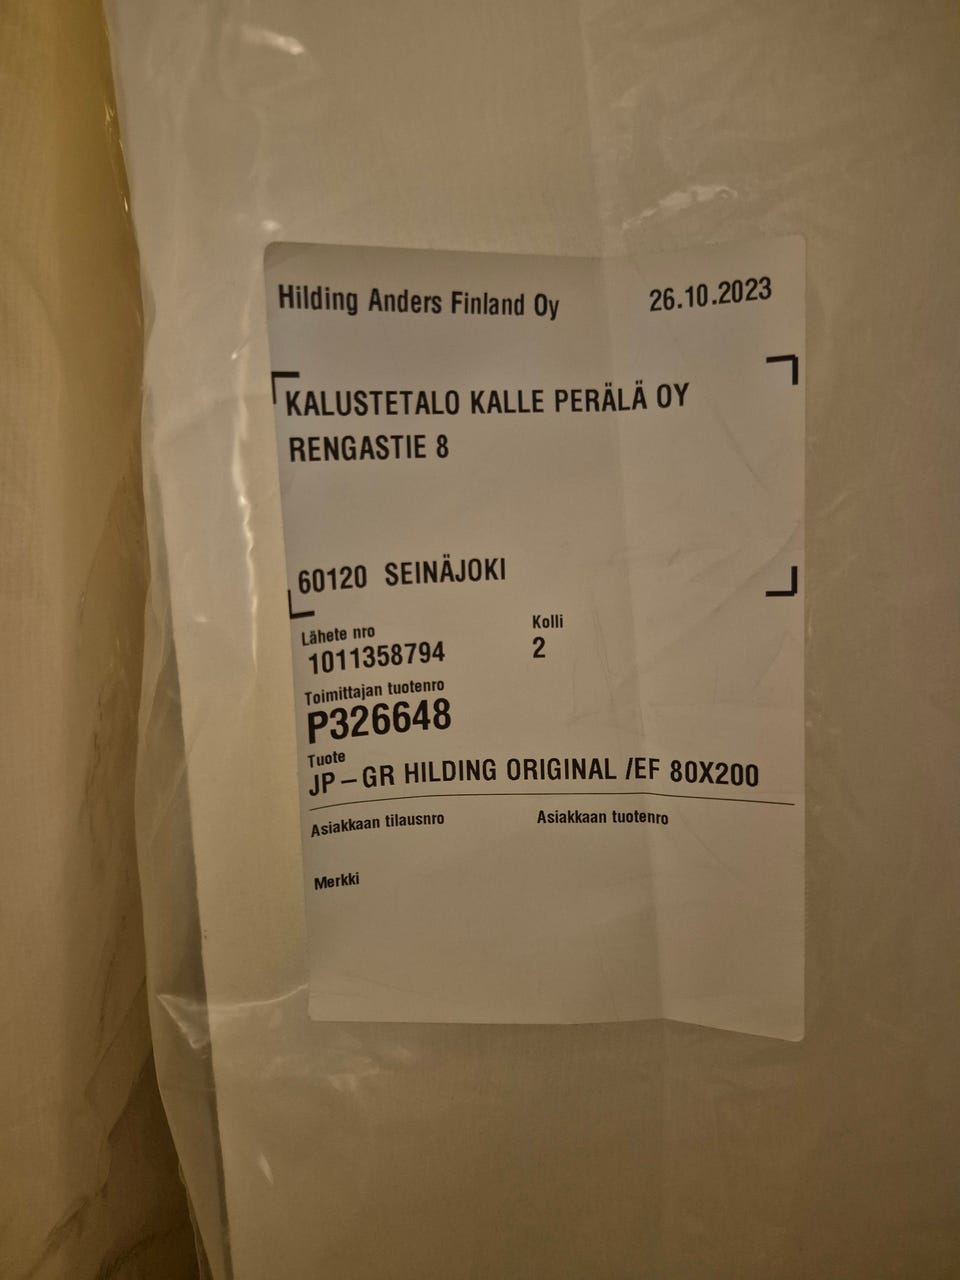 Hilding Anders Finland Oy 26.10.2023
KALUSTETALO KALLE PERÄLÄ OY
RENGASTIE 8
60120 SEINÄJOKI
Lähete nro Kolli
1011358794 2
Toimittajan tuotenro
P326648
Tuote
JP-GR HILDING ORIGINAL /EF 80X200
Asiakkaan tilausnro Asiakkaan tuotenro
Merkki